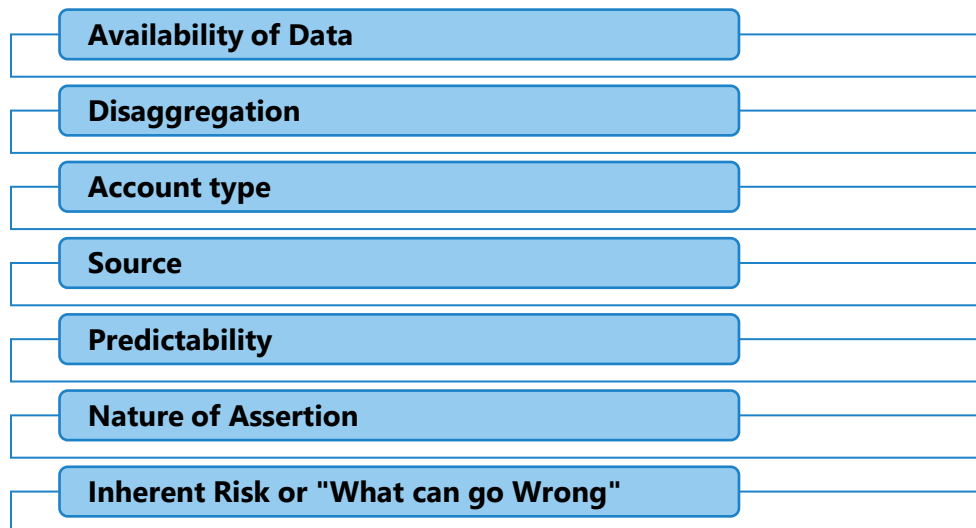 Availability of Data
Disaggregation
Account type
Source
Predictability
Nature of Assertion
Inherent Risk or "What can go Wrong"